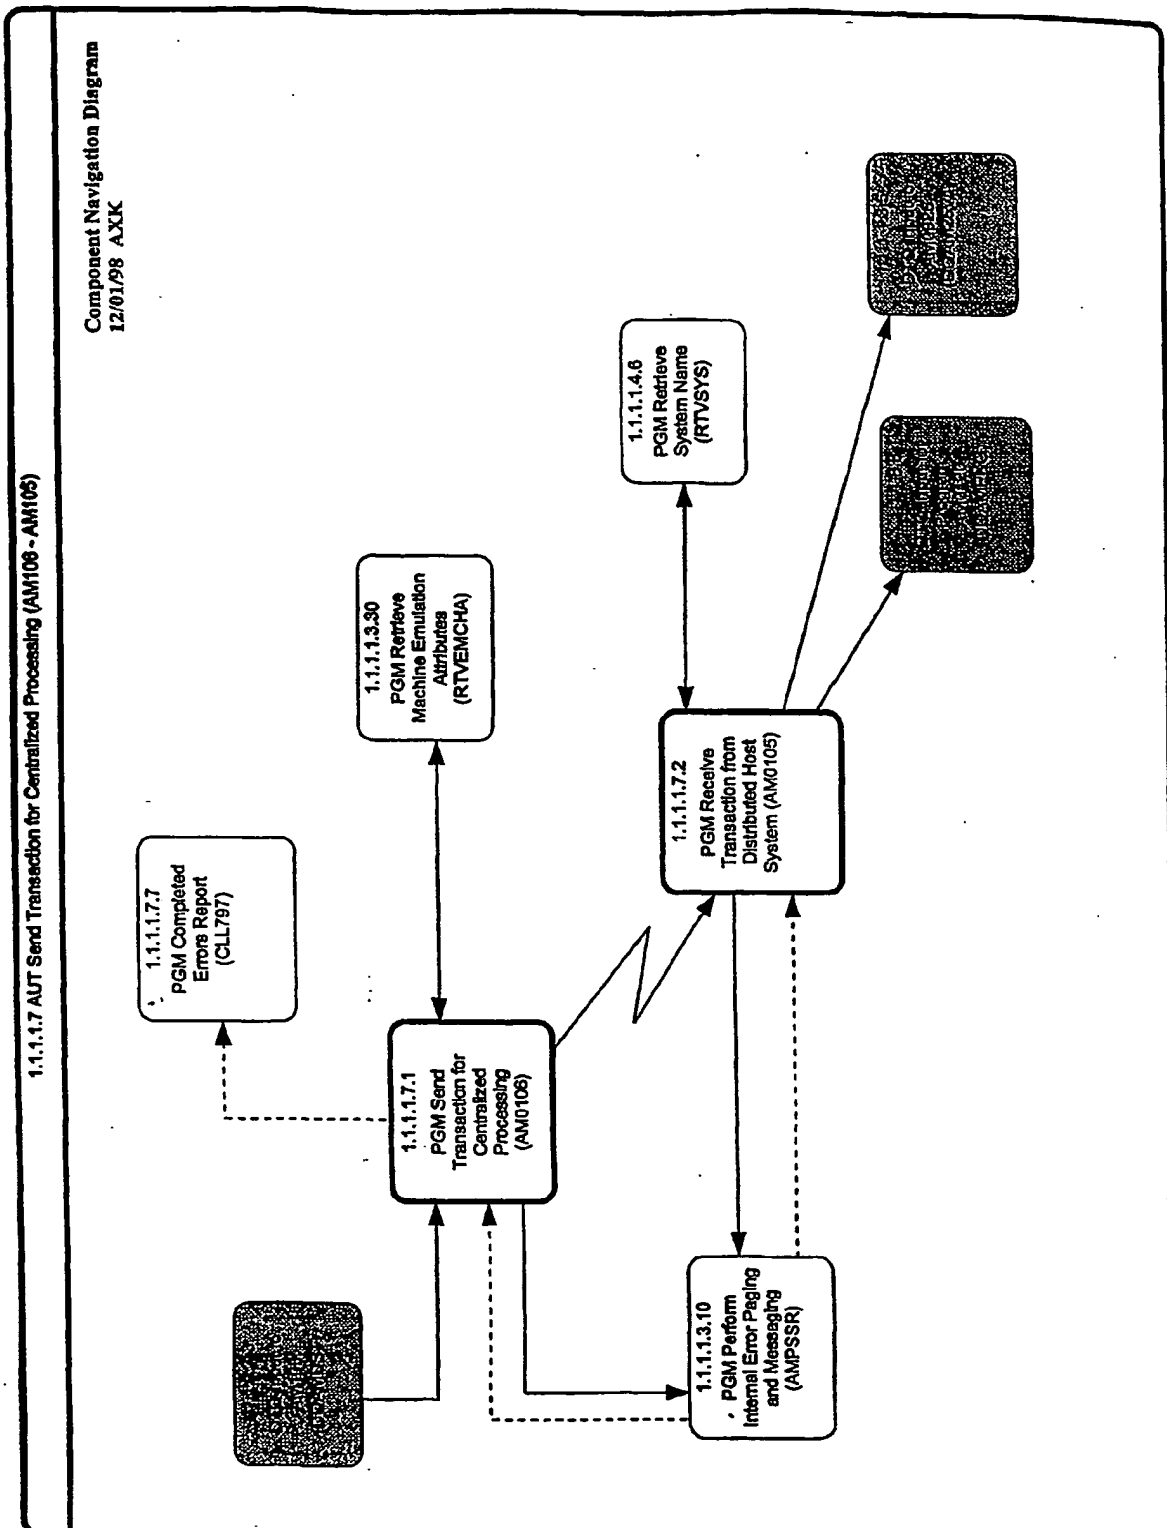 1.1.1.1.7 AUT Send Transaction for Centralized Processing (AM106 - AM105)
Component Navigation Diagram
12/01/98 AXK
1.1.1.1.7.7
PGM Completed
Errors Report
(CLL797)
1.1.1.1.3.30
PGM Retrieve
Machine Emulation
Attributes
(RTVEMCHA)
1.1.1.1.7.1
PGM Send
Transaction for
Centralized
Processing
(AM0106)
1.1.1.1.4.6
PGM Retrieve
System Name
(RTVSYS)
1.1.1.1.7.2
PGM Receive
Transaction from
Distributed Host
System (AM0105)
1.1.1.1.3.10
PGM Perform
Internal Error Paging
and Messaging
(AMPSSR)